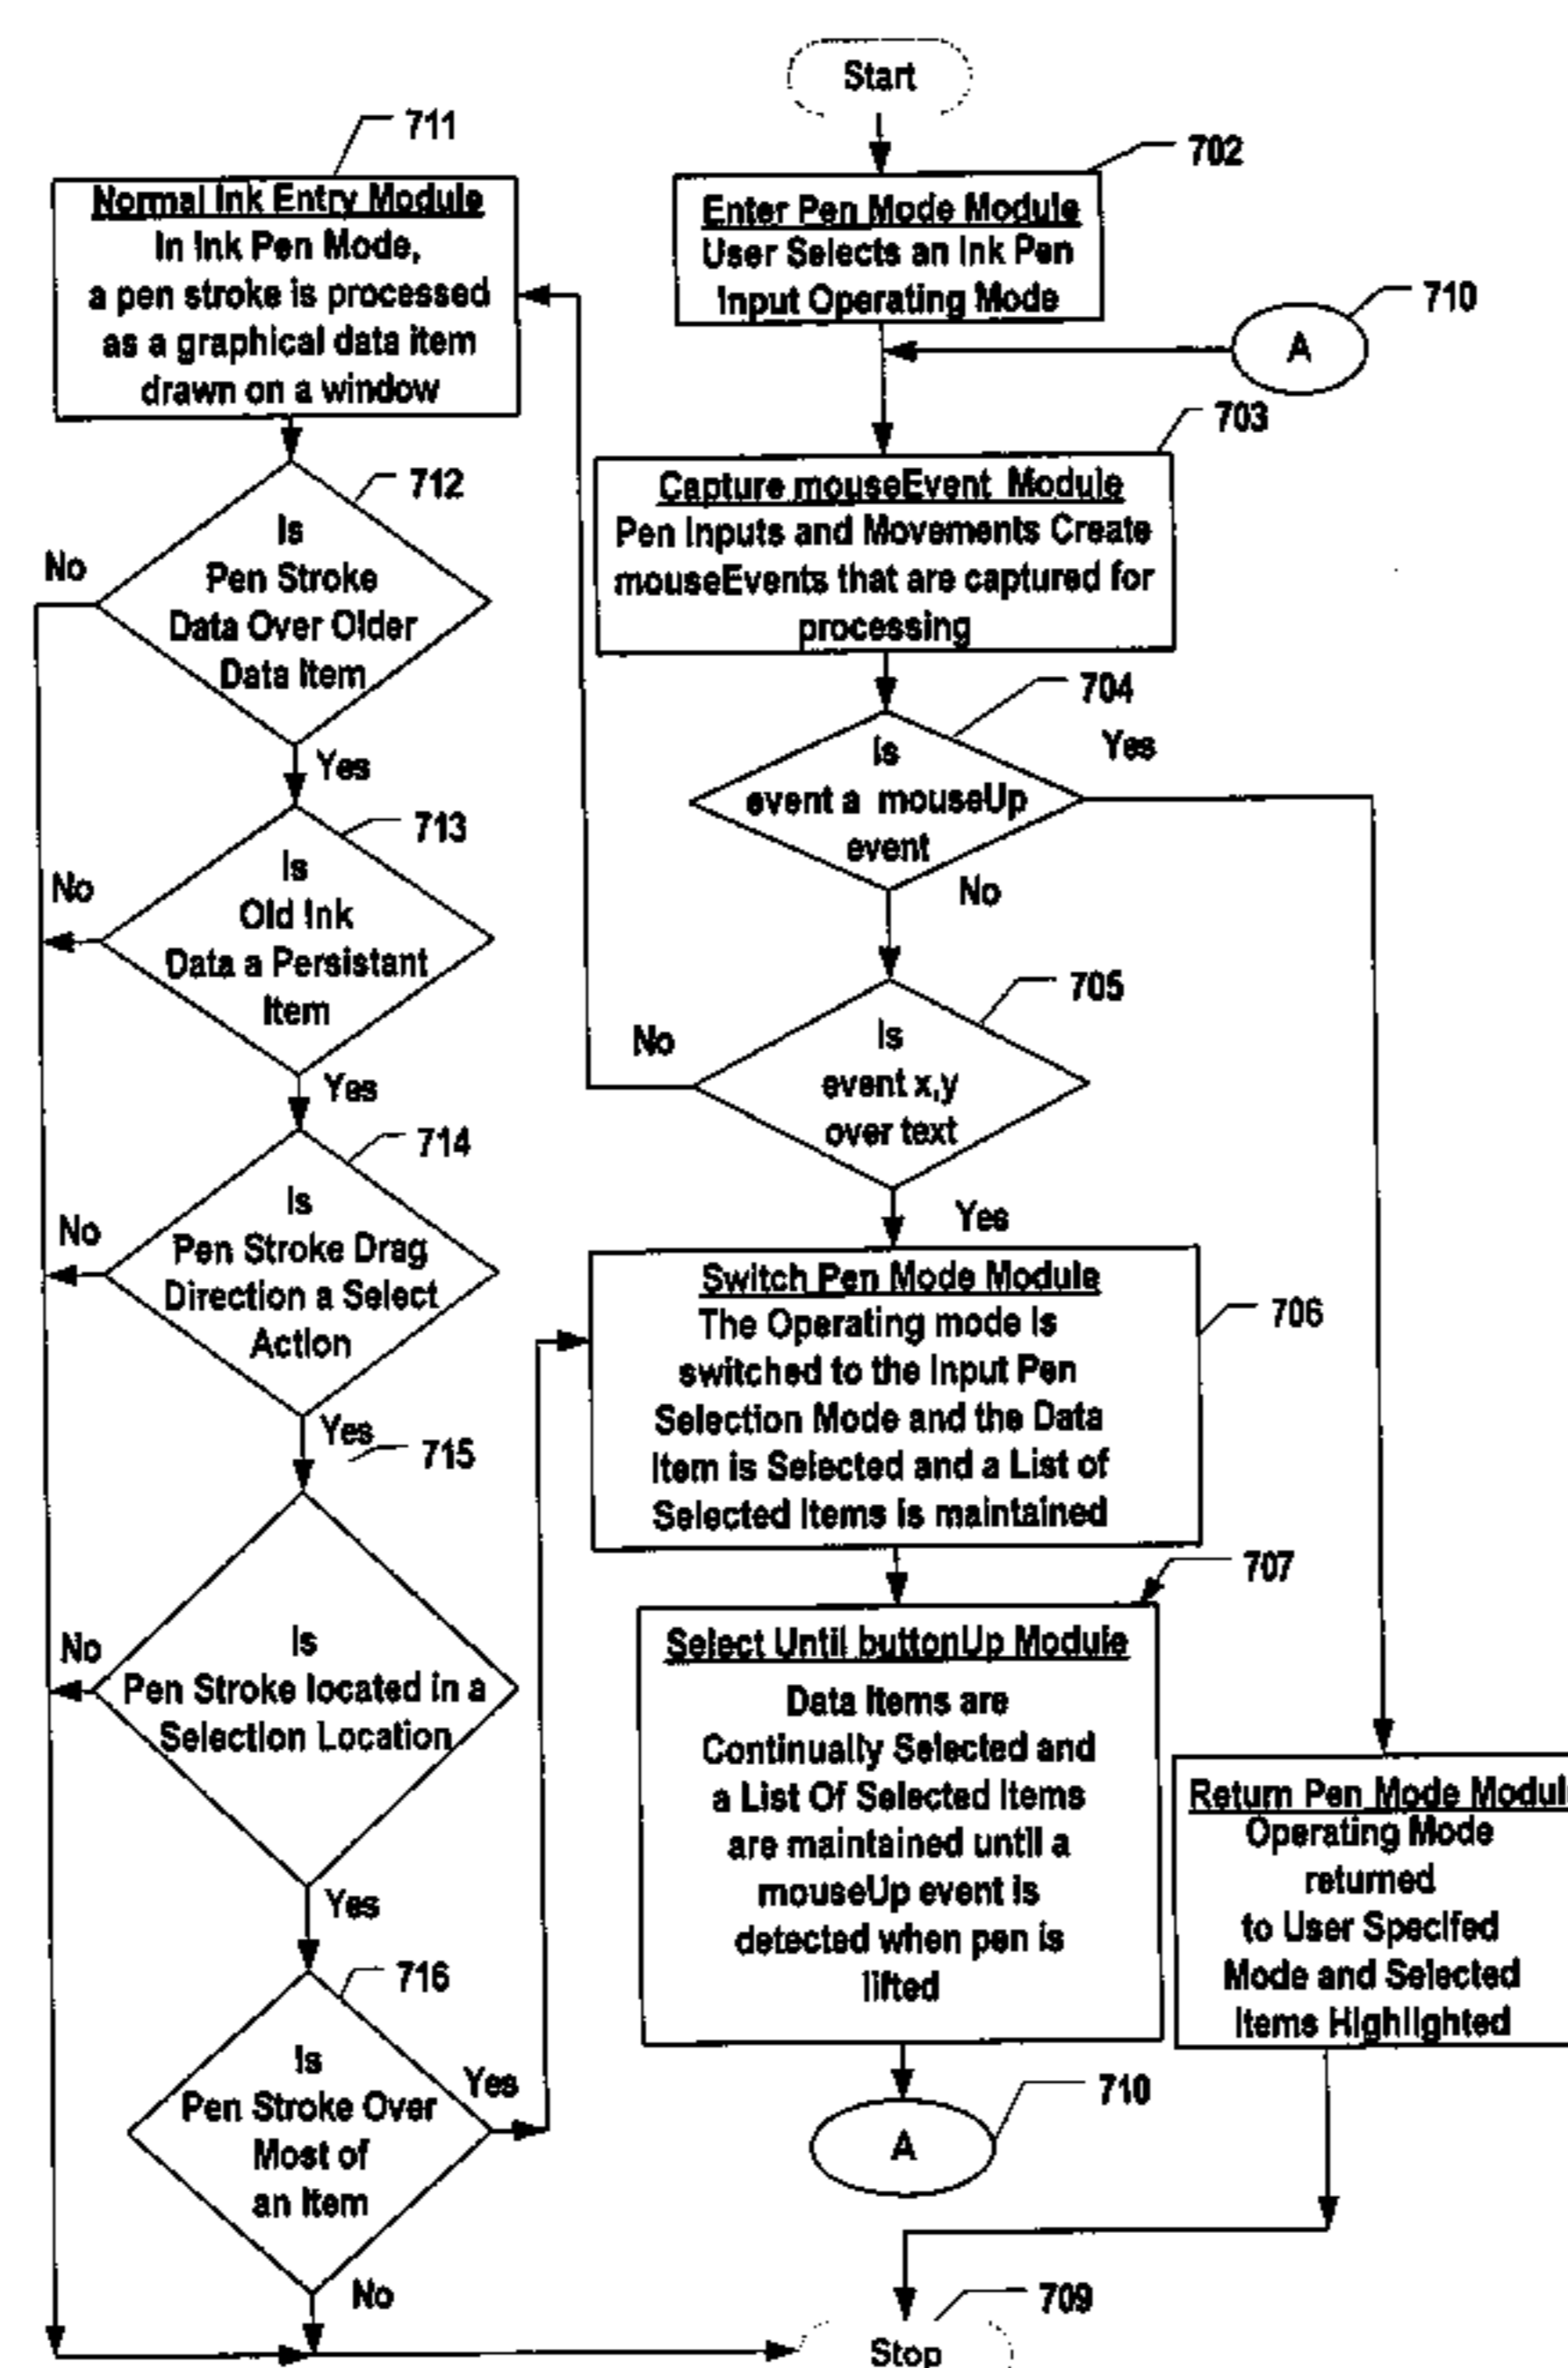 Start
702
Enter Pen Mode Module
User Selects an Ink Pen
Input Operating Mode
710
A
703
Capture mouseEvent Module
Pen Inputs and Movements Create
mouseEvents that are captured for
processing
704
Is
event a mouseUp
event
Yes
No
705
Is
event x,y
over text
No
Yes
706
Switch Pen Mode Module
The Operating mode is
switched to the Input Pen
Selection Mode and the Data
Item is Selected and a List of
Selected Items is maintained
707
Select Until buttonUp Module
Data Items are
Continually Selected and
a List Of Selected Items
are maintained until a
mouseUp event is
detected when pen is
lifted
710
A
Return Pen Mode Modul
Operating Mode
returned
to User Specifed
Mode and Selected
Items Highlighted
709
Stop
711
Normal Ink Entry Module
In Ink Pen Mode,
a pen stroke is processed
as a graphical data item
drawn on a window
712
Is
Pen Stroke
Data Over Older
Data Item
No
Yes
713
Is
Old Ink
Data a Persistant
Item
No
Yes
714
Is
Pen Stroke Drag
Direction a Select
Action
No
Yes
715
Is
Pen Stroke located in a
Selection Location
No
Yes
716
Is
Pen Stroke Over
Most of
an Item
Yes
No